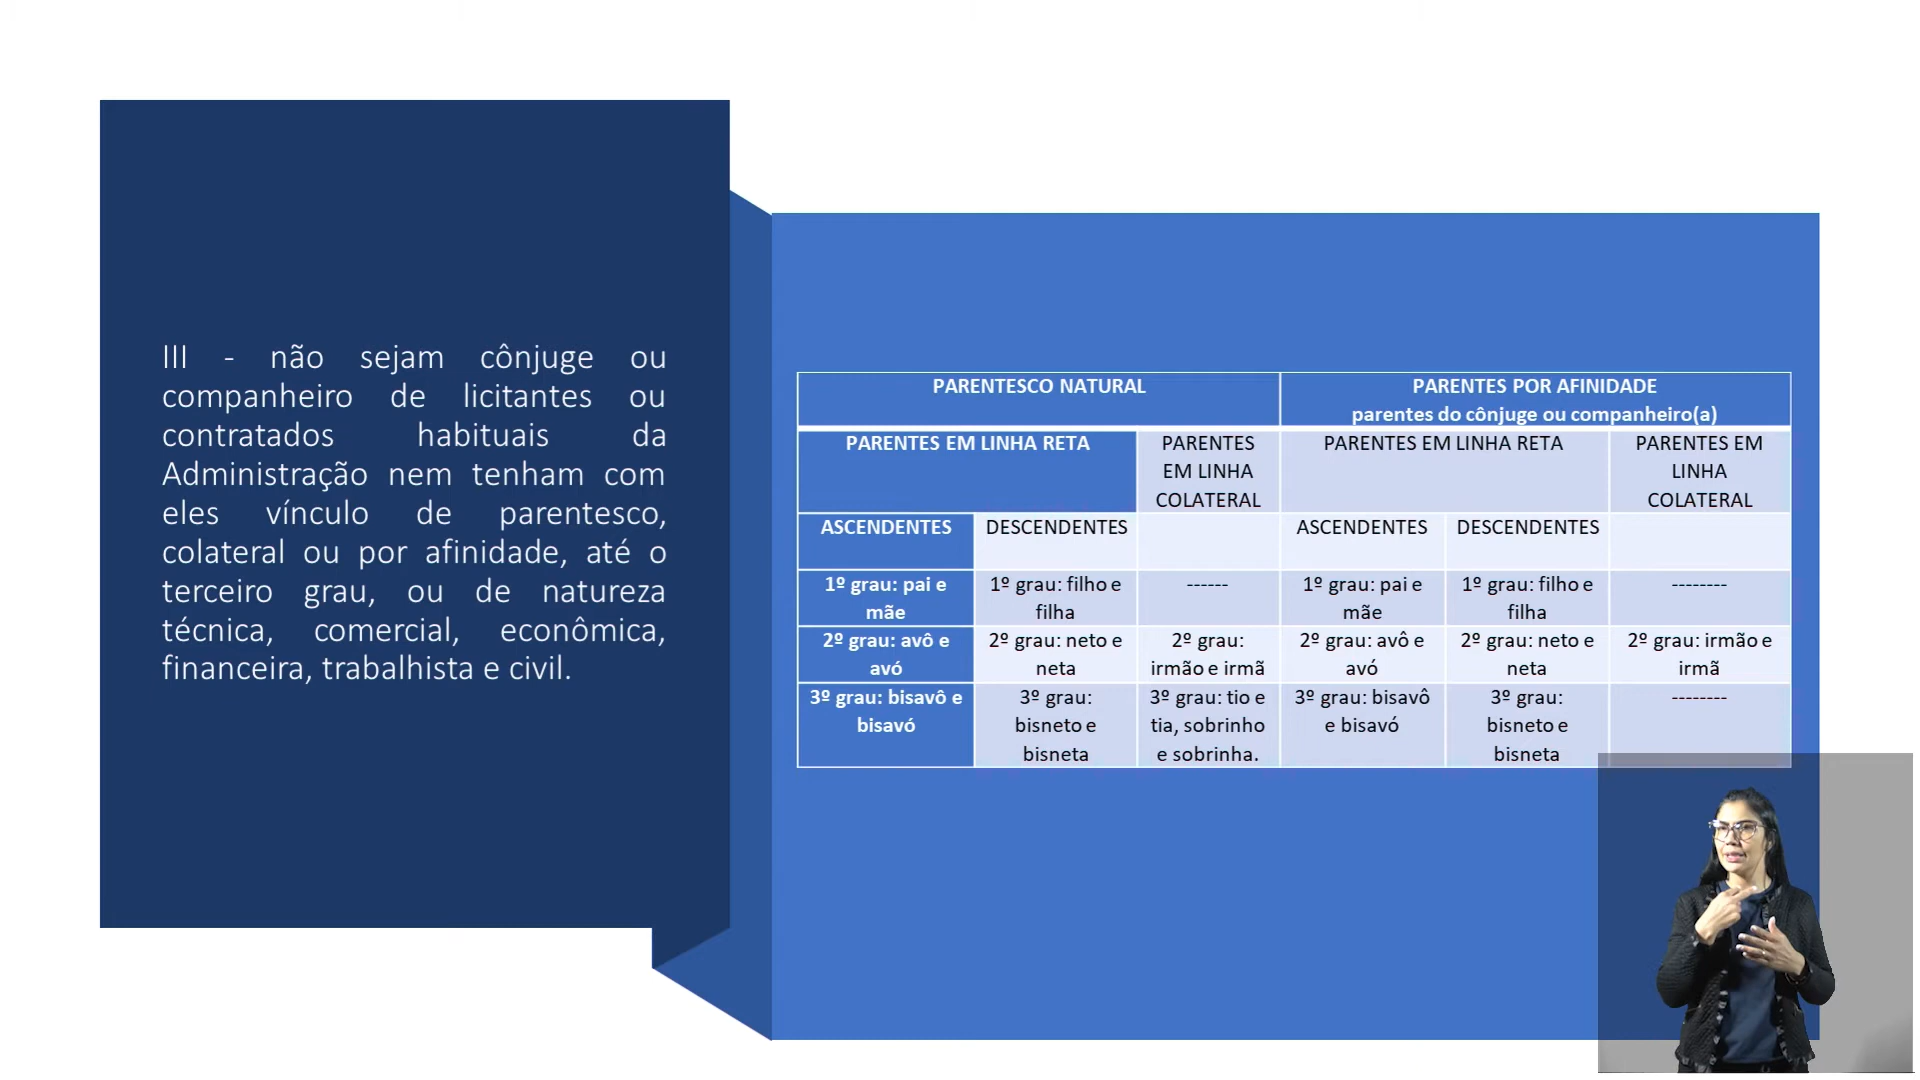 III - não sejam cônjuge ou
companheiro de licitantes ou
contratados habituais da
Administração nem tenham com
eles vínculo de parentesco,
colateral ou por afinidade, até o
terceiro grau, ou de natureza
técnica, comercial, econômica,
financeira, trabalhista e civil.
PARENTESCO NATURAL
PARENTES POR AFINIDADE
parentes do cônjuge ou companheiro(a)
PARENTES EM LINHA RETA
PARENTES
EM LINHA
COLATERAL
PARENTES EM LINHA RETA
PARENTES EM
LINHA
COLATERAL
ASCENDENTES
DESCENDENTES
ASCENDENTES
DESCENDENTES
1º grau: pai e
mãe
1º grau: filho e
filha
------
1º grau: pai e
mãe
1º grau: filho e
filha
--------
2º grau: avô e
avó
2º grau: neto e
neta
2º grau:
irmão e irmã
2º grau: avô e
avó
2º grau: neto e
neta
2º grau: irmão e
irmã
3º grau: bisavô e
bisavó
3º grau:
bisneto e
bisneta
3º grau: tio e
tia, sobrinho
e sobrinha.
3º grau: bisavô
e bisavó
3º grau:
bisneto e
bisneta
--------